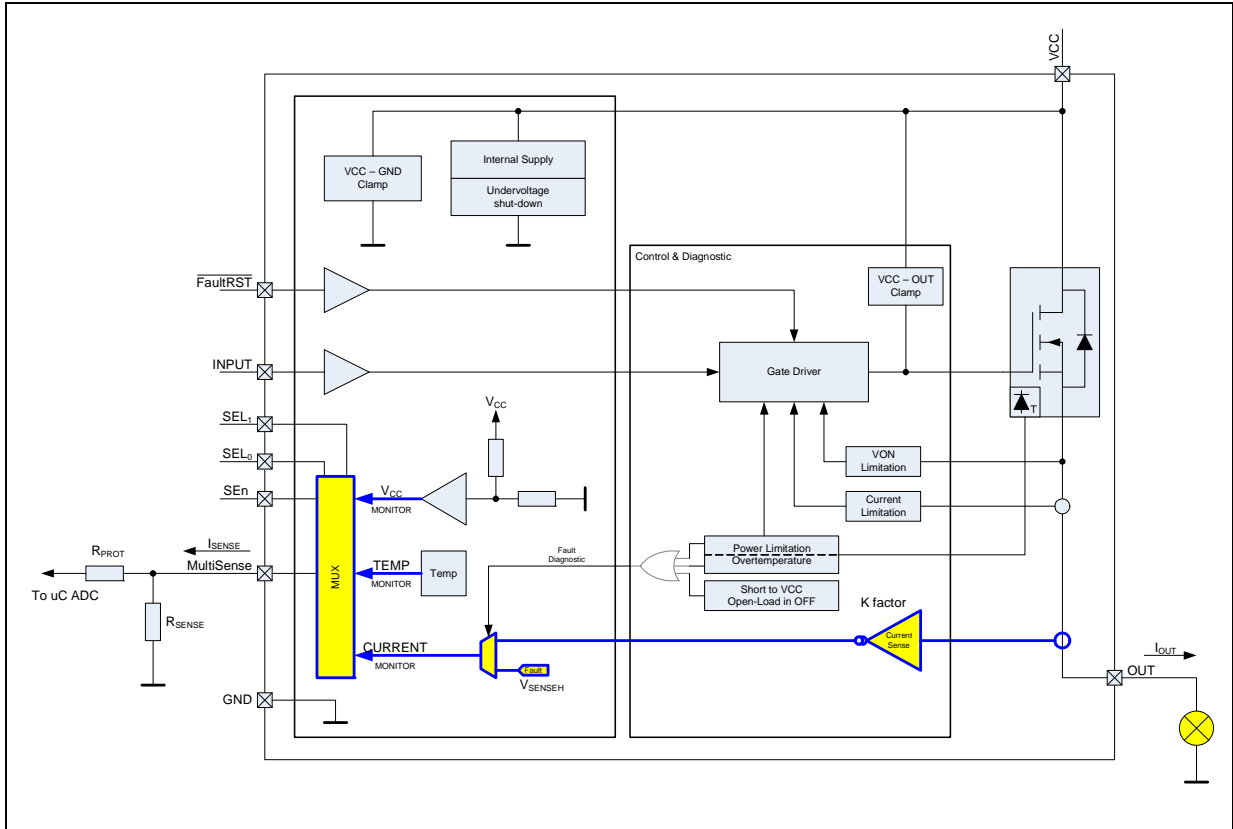 VCC
VCC – GND
Clamp
Internal Supply
Undervoltage
shut-down
Control & Diagnostic
FaultRST
VCC – OUT
Clamp
INPUT
Gate Driver
T
SEL1
SEL0
SEn
VCC
VCC
MONITOR
VON
Limitation
Current
Limitation
RPROT
ISENSE
MultiSense
To uC ADC
RSENSE
MUX
TEMP
MONITOR
Temp
Fault
Diagnostic
Power Limitation
Overtemperature
Short to VCC
Open-Load in OFF
K factor
Current
Sense
CURRENT
MONITOR
Fault
VSENSEH
IOUT
OUT
GND